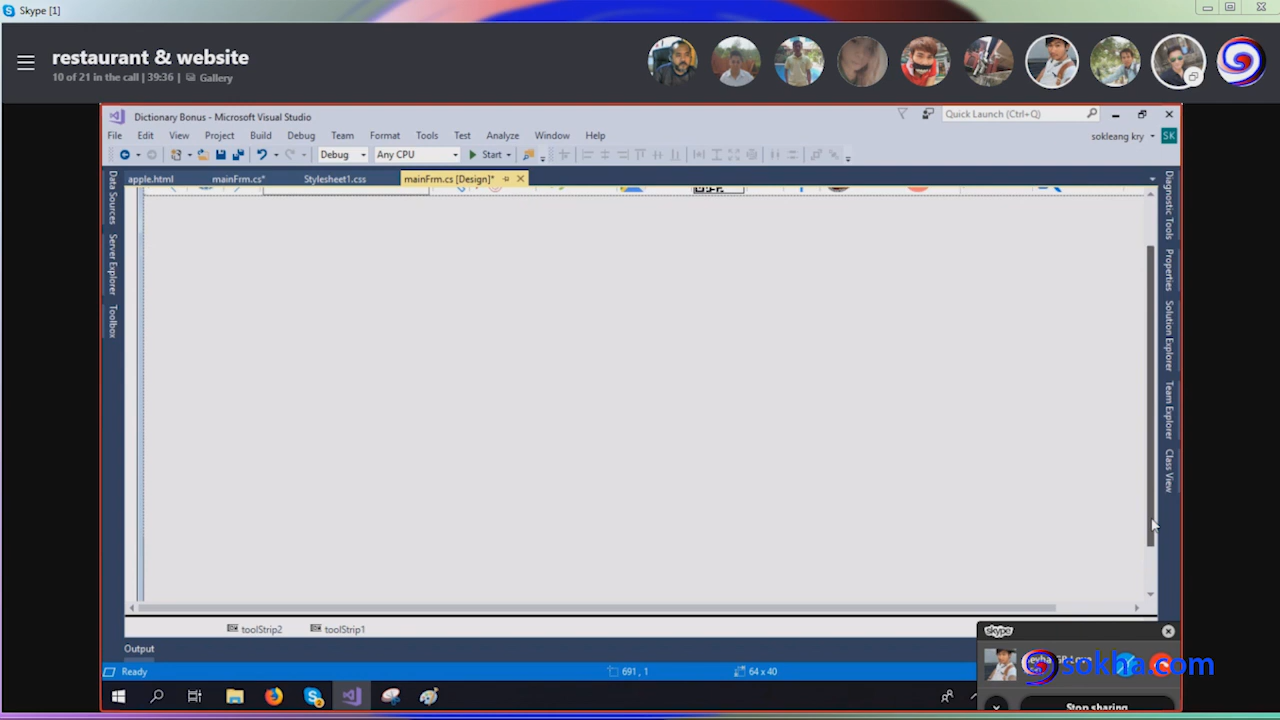 Skype [1]
restaurant & website
10 of 21 in the call | 39:36 | Gallery
Dictionary Bonus - Microsoft Visual Studio
Quick Launch (Ctrl+Q)
File Edit View Project Build Debug Team Format Tools Test Analyze Window Help
sokleang kry SK
Debug Any CPU Start
apple.html mainFrm.cs* Stylesheet1.css mainFrm.cs [Design]*
Data Sources
Server Explorer
Toolbox
Diagnostic Tools
Properties
Solution Explorer
Team Explorer
Class View
toolStrip2 toolStrip1
Output
Ready 691 , 1 64 x 40
skype
sokha.com
Stop sharing